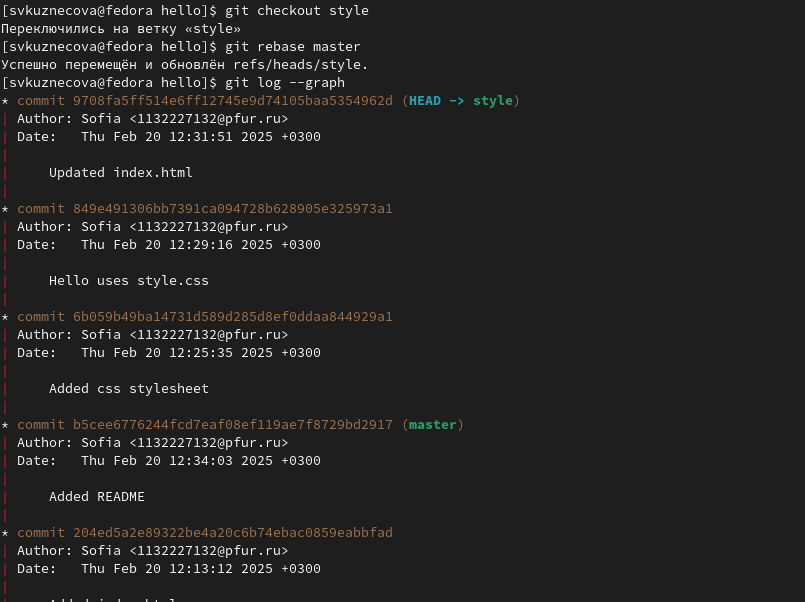 [svkuznecova@fedora hello]$ git checkout style
Переключились на ветку «style»
[svkuznecova@fedora hello]$ git rebase master
Успешно перемещён и обновлён refs/heads/style.
[svkuznecova@fedora hello]$ git log --graph
* commit 9708fa5ff514e6ff12745e9d74105baa5354962d (HEAD -> style)
| Author: Sofia <1132227132@pfur.ru>
| Date:   Thu Feb 20 12:31:51 2025 +0300
|
|     Updated index.html
|
* commit 849e491306bb7391ca094728b628905e325973a1
| Author: Sofia <1132227132@pfur.ru>
| Date:   Thu Feb 20 12:29:16 2025 +0300
|
|     Hello uses style.css
|
* commit 6b059b49ba14731d589d285d8ef0ddaa844929a1
| Author: Sofia <1132227132@pfur.ru>
| Date:   Thu Feb 20 12:25:35 2025 +0300
|
|     Added css stylesheet
|
* commit b5cee6776244fcd7eaf08ef119ae7f8729bd2917 (master)
| Author: Sofia <1132227132@pfur.ru>
| Date:   Thu Feb 20 12:34:03 2025 +0300
|
|     Added README
|
* commit 204ed5a2e89322be4a20c6b74ebac0859eabbfad
| Author: Sofia <1132227132@pfur.ru>
| Date:   Thu Feb 20 12:13:12 2025 +0300
|